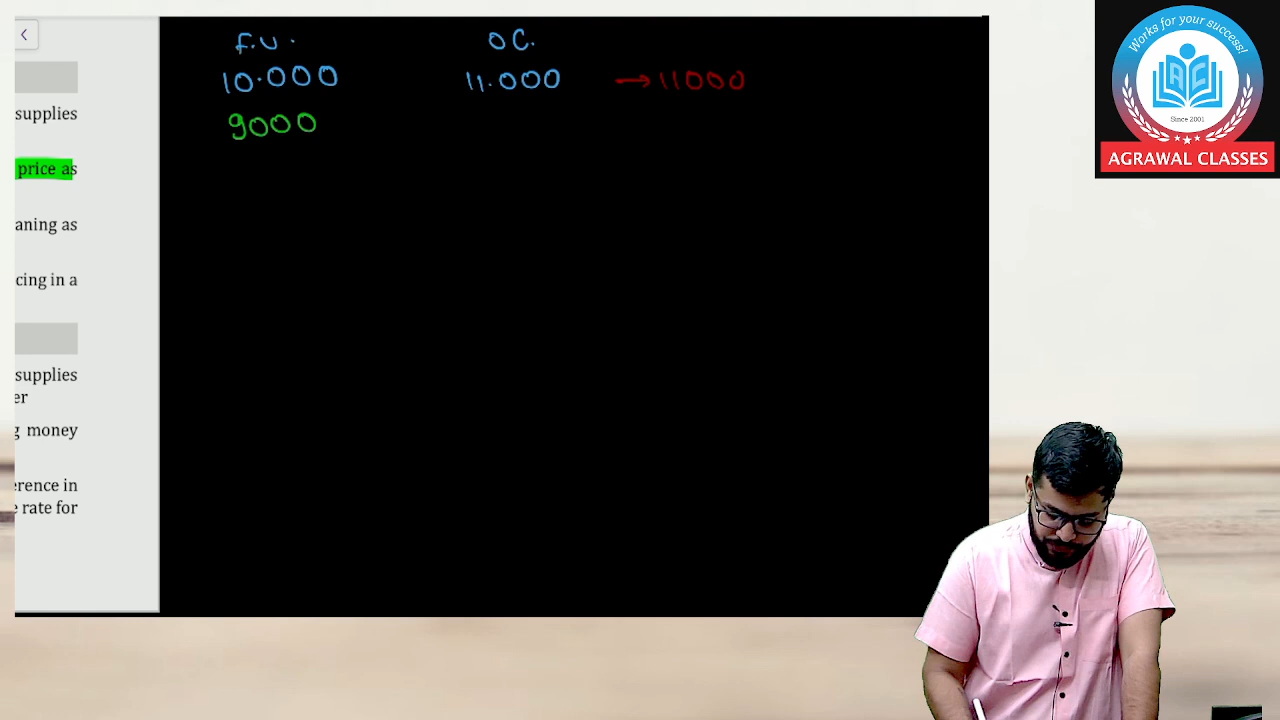 supplies
price as
aning as
cing in a
supplies
er
g money
erence in
e rate for
F.V. O C.
10.000 11.000 → 11000
9000
Works for your success!
AC
Since 2001
AGRAWAL CLASSES